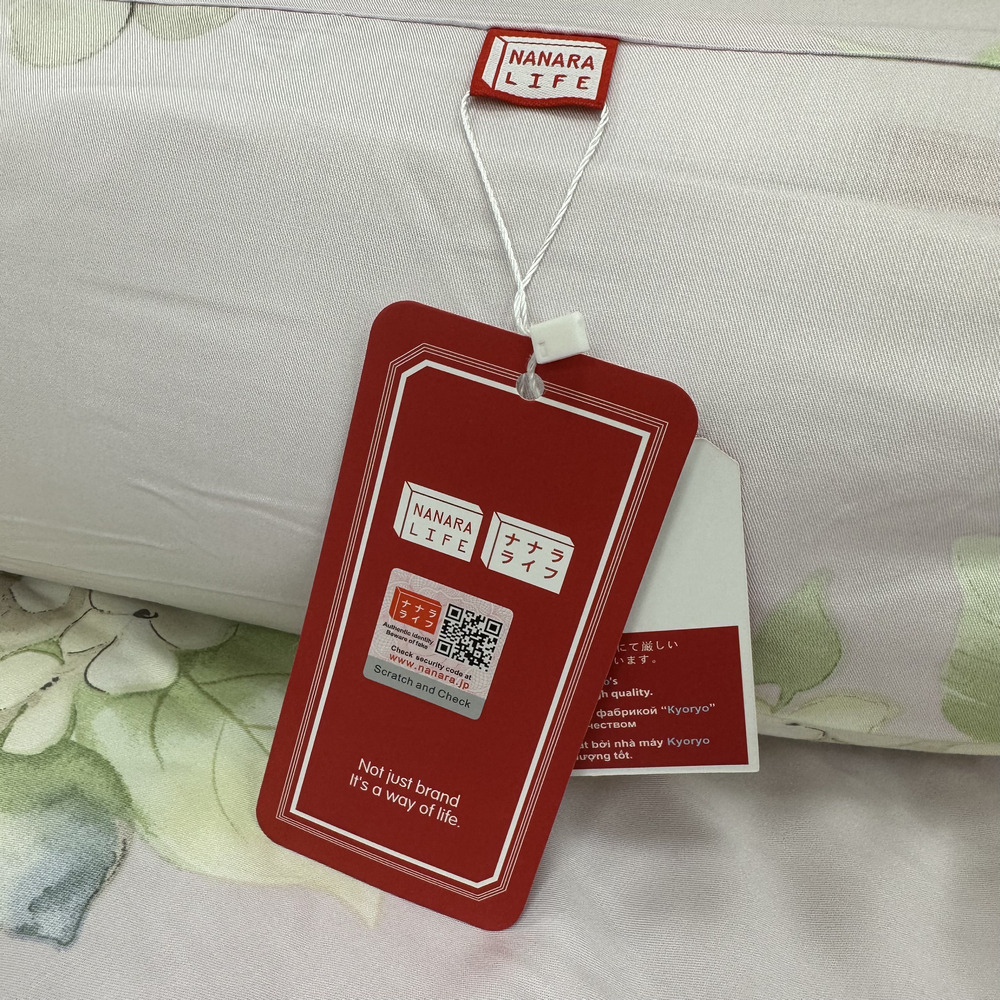 NANARA
LIFE
NANARA
LIFE
ナナラ
ライフ
ナナラ
ライフ
Authentic identity
Beware of fake
Check security code at
www.nanara.jp
Scratch and Check
Not just brand
It's a way of life.
にて厳しい
います。
quality.
фабрикой “Kyoryo”
bởi nhà máy Kyoryo
tốt.